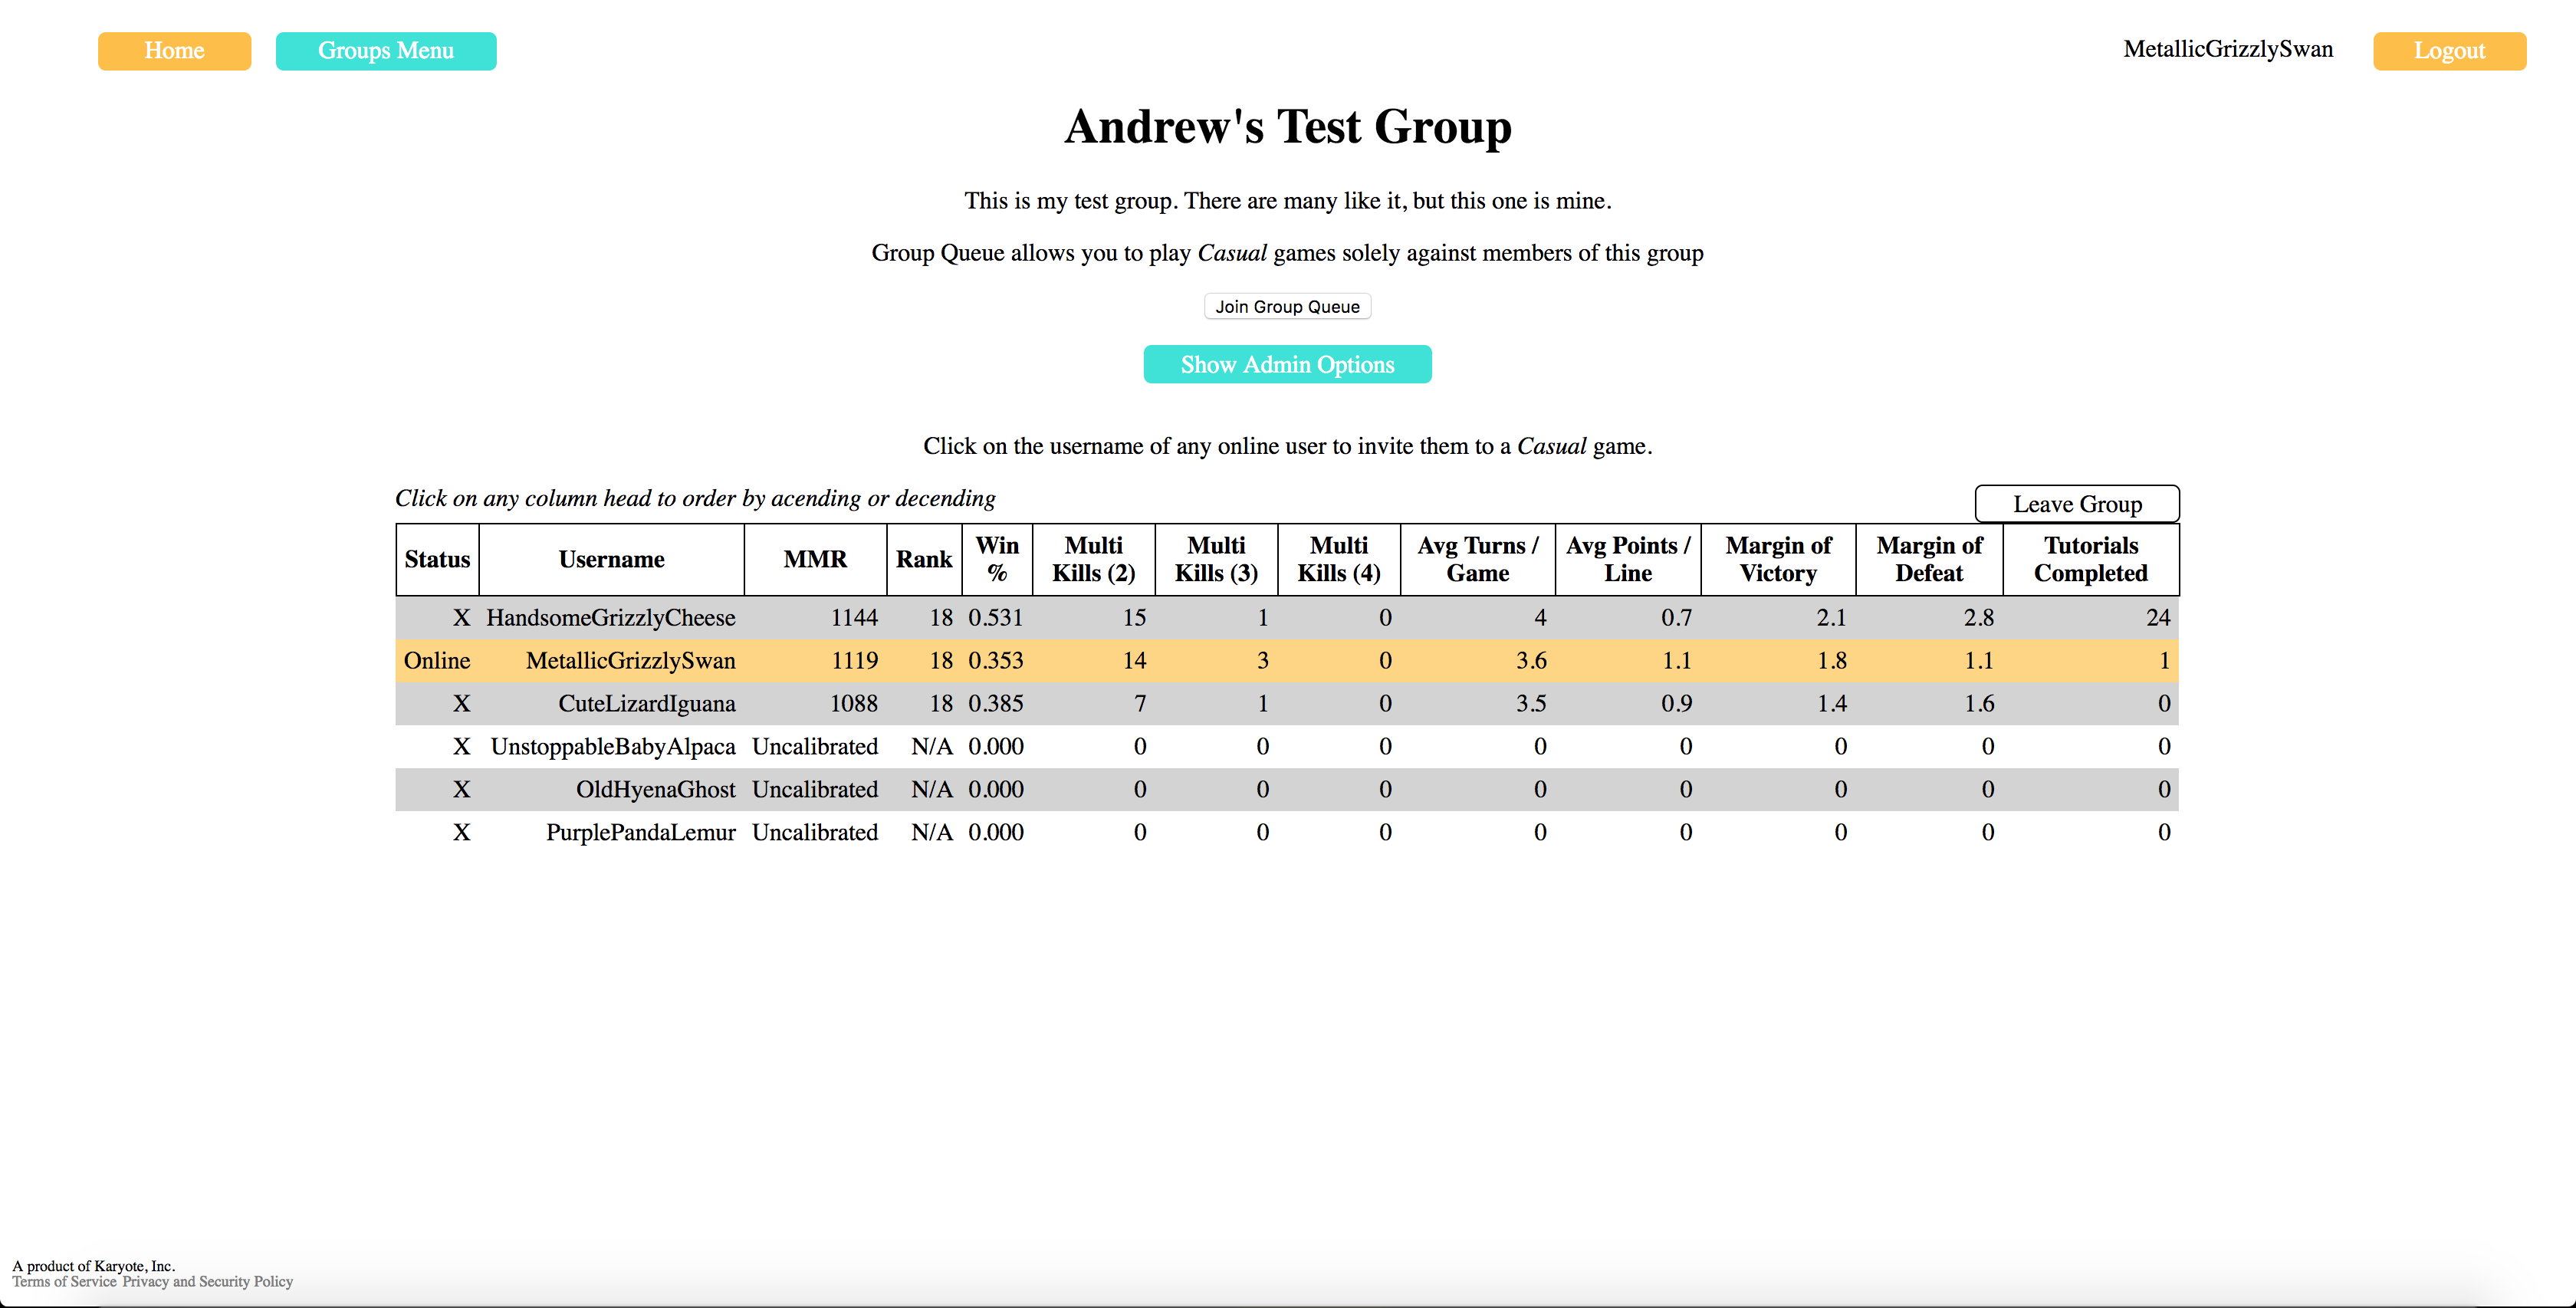 Home Groups Menu MetallicGrizzlySwan Logout
Andrew's Test Group
This is my test group. There are many like it, but this one is mine.
Group Queue allows you to play Casual games solely against members of this group
Join Group Queue
Show Admin Options
Click on the username of any online user to invite them to a Casual game.
Click on any column head to order by acending or decending
Leave Group
Status Username MMR Rank Win % Multi Kills (2) Multi Kills (3) Multi Kills (4) Avg Turns / Game Avg Points / Line Margin of Victory Margin of Defeat Tutorials Completed
X HandsomeGrizzlyCheese 1144 18 0.531 15 1 0 4 0.7 2.1 2.8 24
Online MetallicGrizzlySwan 1119 18 0.353 14 3 0 3.6 1.1 1.8 1.1 1
X CuteLizardIguana 1088 18 0.385 7 1 0 3.5 0.9 1.4 1.6 0
X UnstoppableBabyAlpaca Uncalibrated N/A 0.000 0 0 0 0 0 0 0 0
X OldHyenaGhost Uncalibrated N/A 0.000 0 0 0 0 0 0 0 0
X PurplePandaLemur Uncalibrated N/A 0.000 0 0 0 0 0 0 0 0
A product of Karyote, Inc.
Terms of Service Privacy and Security Policy